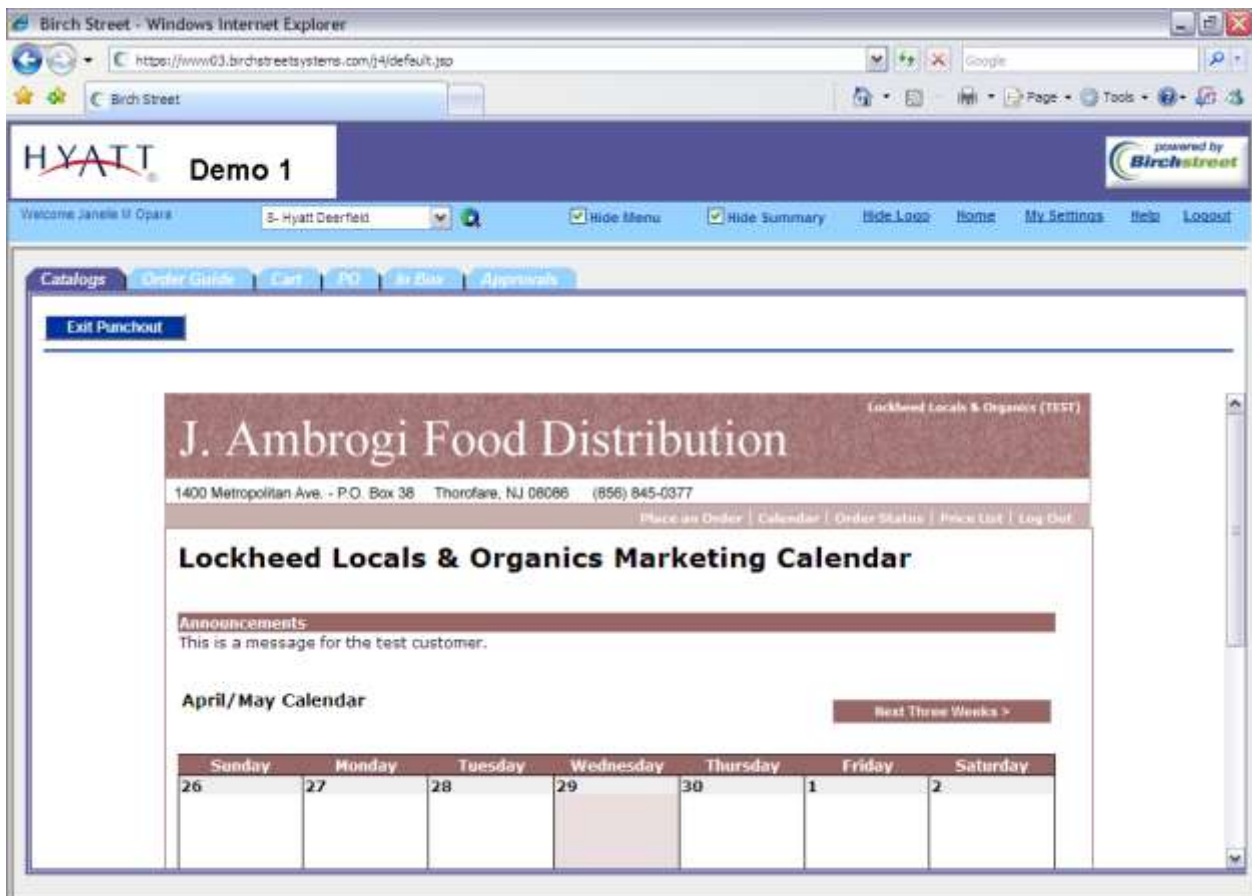 Birch Street - Windows Internet Explorer
https://www03.birchstreetsystems.com/j4/default.jsp
Google
Birch Street
Page
Tools
HYATT
Demo 1
powered by
Birchstreet
8- Hyatt Deerfield
Hide Menu
Hide Summary
Hide Logo
Home
My Settings
Help
Logout
Catalogs
Order Guide
Cart
PO
In Box
Approvals
Exit Punchout
Lockheed Locals & Organics (TEST)
J. Ambrogi Food Distribution
1400 Metropolitan Ave. - P.O. Box 38 Thorofare, NJ 08086 (856) 845-0377
Place an Order | Calendar | Order Status | Price List | Log Out
Lockheed Locals & Organics Marketing Calendar
Announcements
This is a message for the test customer.
April/May Calendar
Next Three Weeks >
Sunday Monday Tuesday Wednesday Thursday Friday Saturday
26 27 28 29 30 1 2